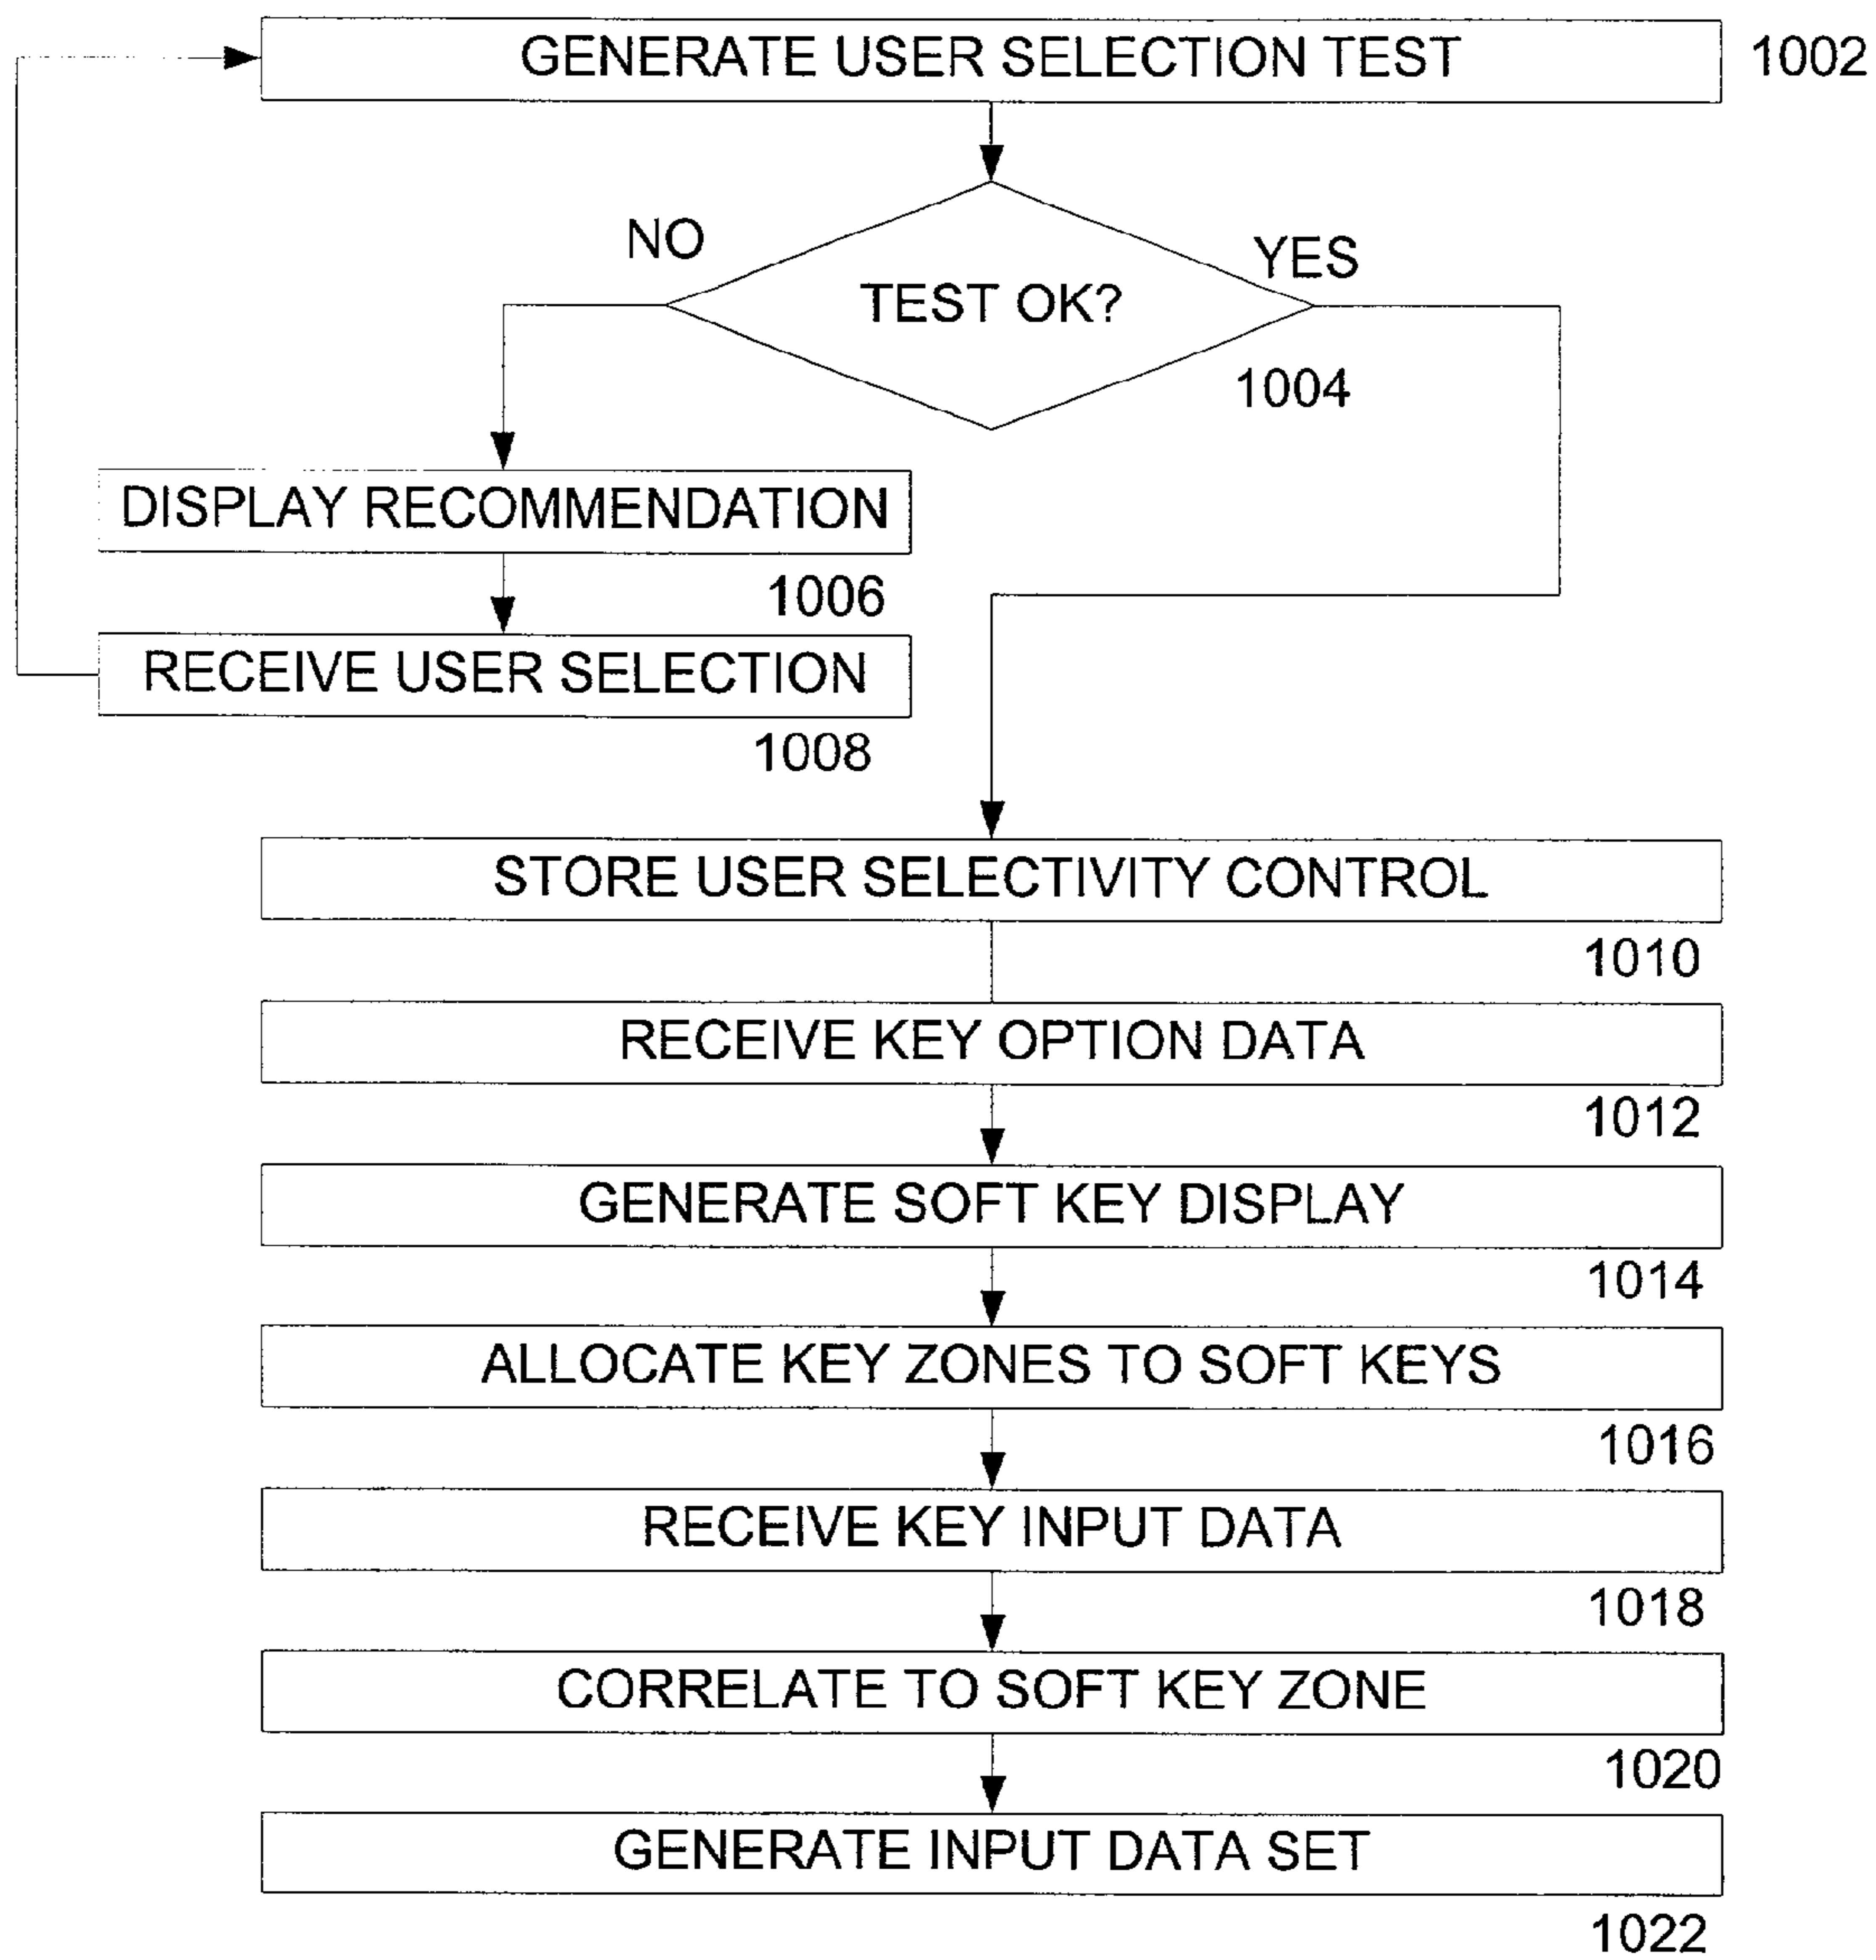 GENERATE USER SELECTION TEST
1002
NO
YES
TEST OK?
1004
DISPLAY RECOMMENDATION
1006
RECEIVE USER SELECTION
1008
STORE USER SELECTIVITY CONTROL
1010
RECEIVE KEY OPTION DATA
1012
GENERATE SOFT KEY DISPLAY
1014
ALLOCATE KEY ZONES TO SOFT KEYS
1016
RECEIVE KEY INPUT DATA
1018
CORRELATE TO SOFT KEY ZONE
1020
GENERATE INPUT DATA SET
1022